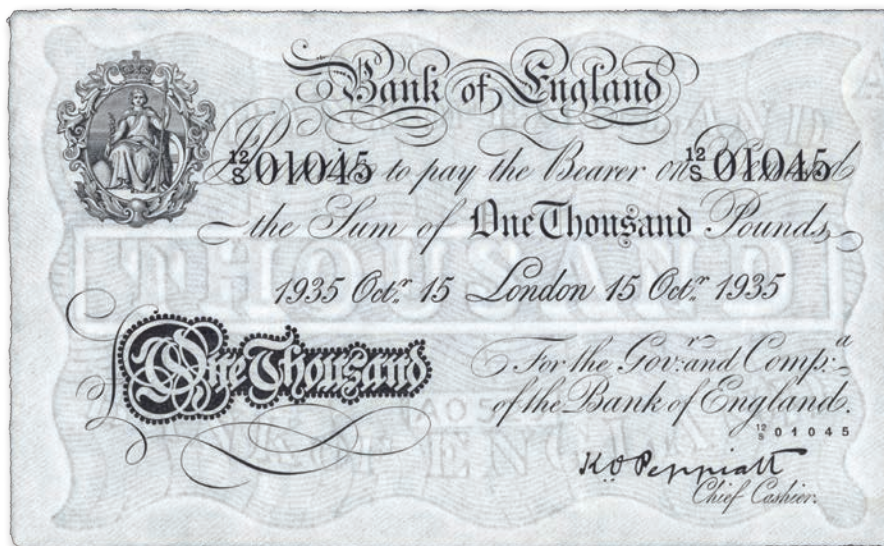 Bank of England
12/S 01045 12/S 01045
I Promise to pay the Bearer on Demand
the Sum of One Thousand Pounds
1935 Octr. 15 London 15 Octr. 1935
For the Govr: and Compa:
One Thousand
of the Bank of England.
12/S 01045
K.O. Peppiatt
Chief Cashier.
THOUSAND